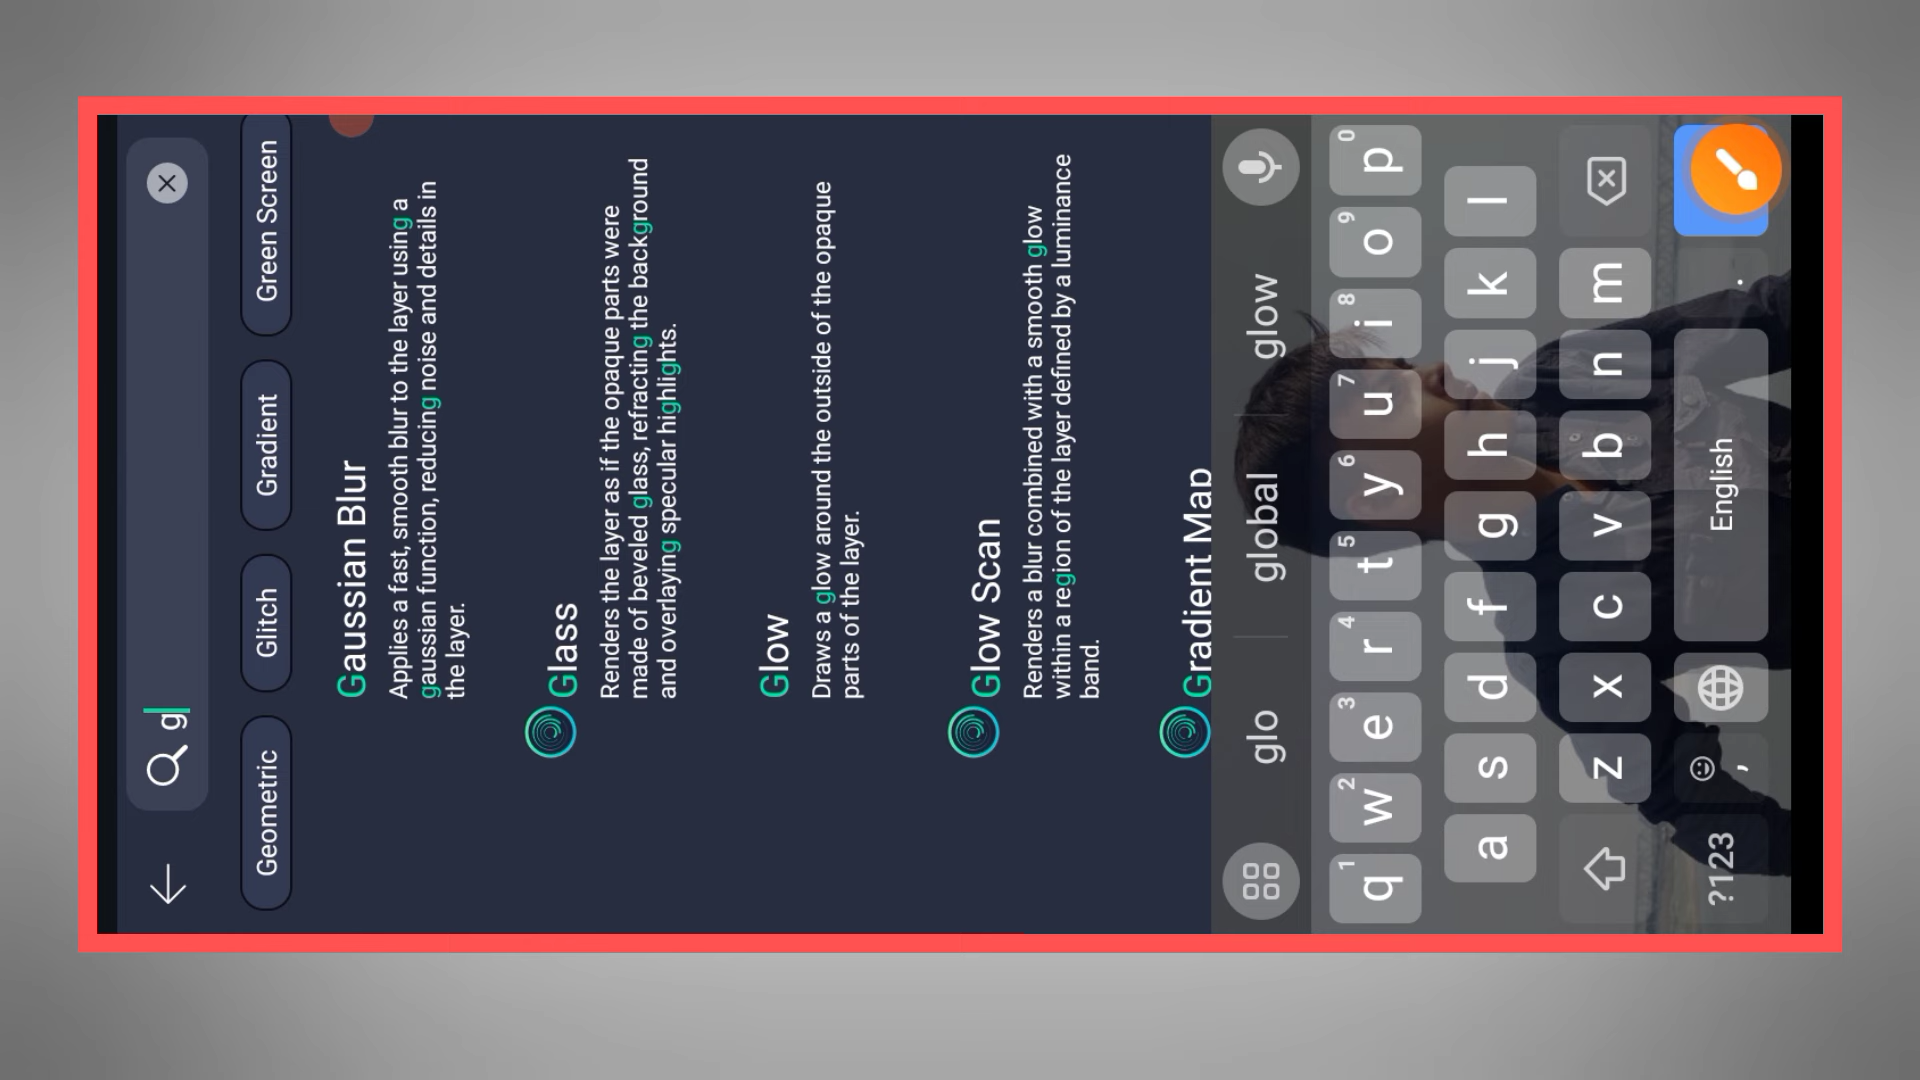 g
Geometric
Glitch
Gradient
Green Screen
Gaussian Blur
Applies a fast, smooth blur to the layer using a
gaussian function, reducing noise and details in
the layer.
Glass
Renders the layer as if the opaque parts were
made of beveled glass, refracting the background
and overlaying specular highlights.
Glow
Draws a glow around the outside of the opaque
parts of the layer.
Glow Scan
Renders a blur combined with a smooth glow
within a region of the layer defined by a luminance
band.
Gradient Map
glo global glow
1 2 3 4 5 6 7 8 9 0
q w e r t y u i o p
a s d f g h j k l
z x c v b n m
?123 , English .